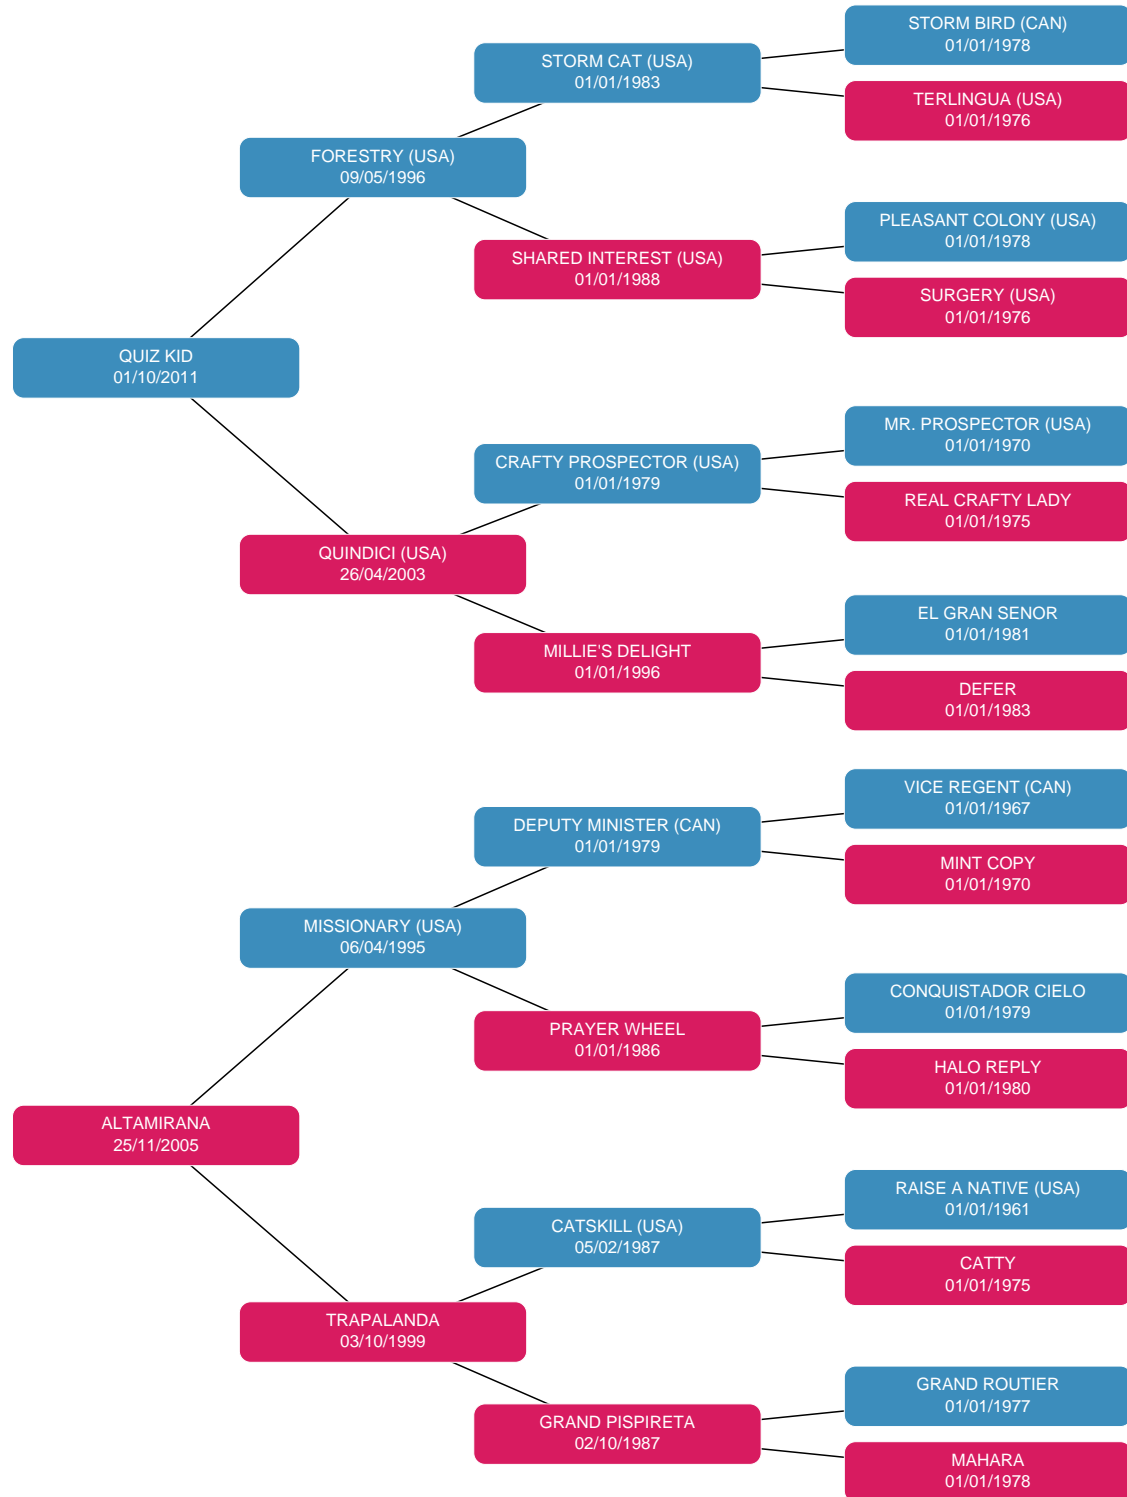 STORM BIRD (CAN)
01/01/1978
STORM CAT (USA)
01/01/1983
TERLINGUA (USA)
01/01/1976
FORESTRY (USA)
09/05/1996
PLEASANT COLONY (USA)
01/01/1978
SHARED INTEREST (USA)
01/01/1988
SURGERY (USA)
01/01/1976
QUIZ KID
01/10/2011
MR. PROSPECTOR (USA)
01/01/1970
CRAFTY PROSPECTOR (USA)
01/01/1979
REAL CRAFTY LADY
01/01/1975
QUINDICI (USA)
26/04/2003
EL GRAN SENOR
01/01/1981
MILLIE'S DELIGHT
01/01/1996
DEFER
01/01/1983
VICE REGENT (CAN)
01/01/1967
DEPUTY MINISTER (CAN)
01/01/1979
MINT COPY
01/01/1970
MISSIONARY (USA)
06/04/1995
CONQUISTADOR CIELO
01/01/1979
PRAYER WHEEL
01/01/1986
HALO REPLY
01/01/1980
ALTAMIRANA
25/11/2005
RAISE A NATIVE (USA)
01/01/1961
CATSKILL (USA)
05/02/1987
CATTY
01/01/1975
TRAPALANDA
03/10/1999
GRAND ROUTIER
01/01/1977
GRAND PISPIRETA
02/10/1987
MAHARA
01/01/1978